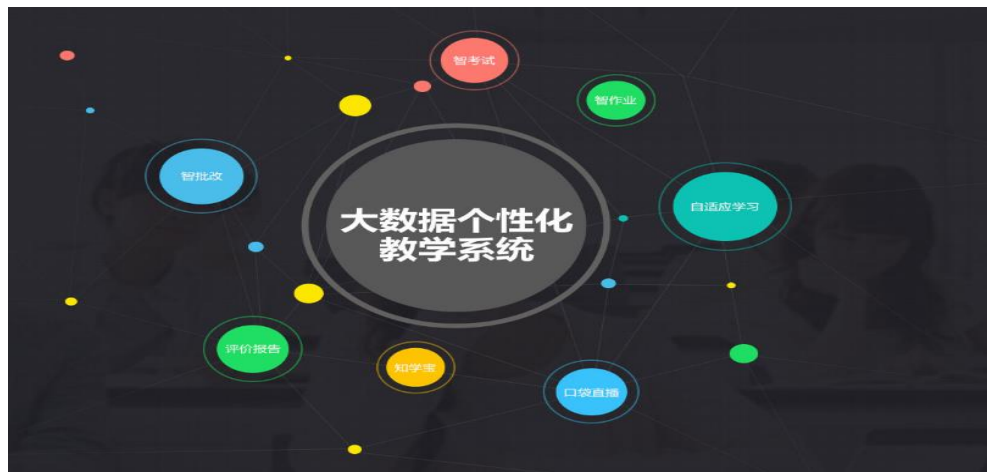 智考试
智作业
智批改
自适应学习
大数据个性化
教学系统
评价报告
知学宝
口袋直播